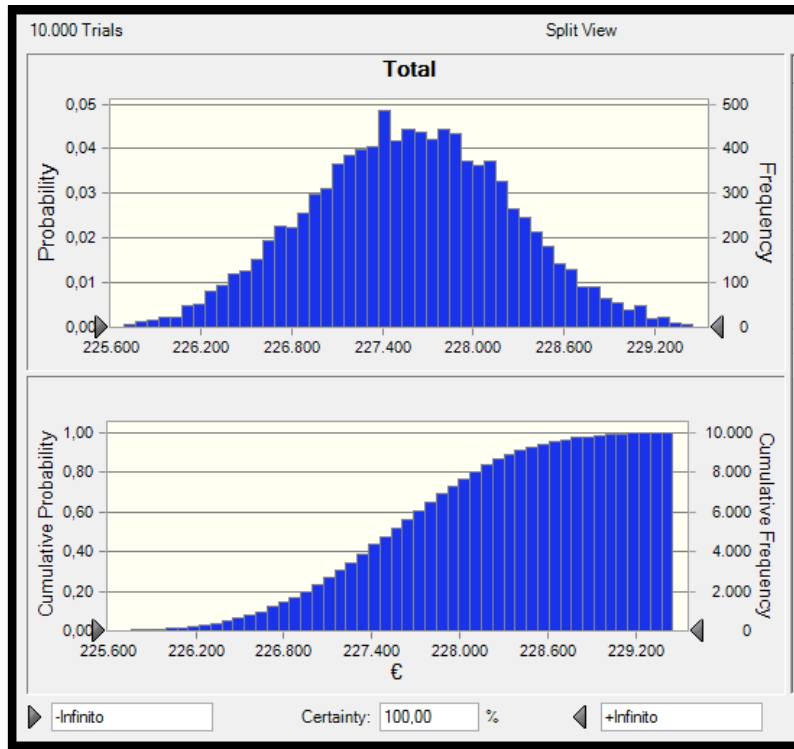 10.000 Trials Split View
Total
0,05 500
0,04 400
0,03 300
0,02 200
0,01 100
0,00 0
Probability
Frequency
225.600 226.200 226.800 227.400 228.000 228.600 229.200
1,00 10.000
0,80 8.000
0,60 6.000
0,40 4.000
0,20 2.000
0,00 0
Cumulative Probability
Cumulative Frequency
225.600 226.200 226.800 227.400 228.000 228.600 229.200
€
-Infinito Certainty: 100,00 % +Infinito